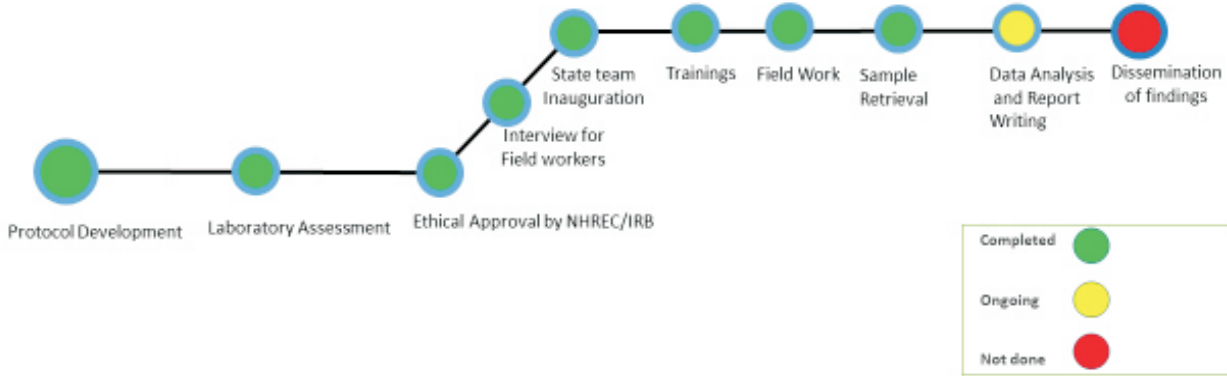 Protocol Development
Laboratory Assessment
Ethical Approval by NHREC/IRB
Interview for
Field workers
State team
Inauguration
Trainings
Field Work
Sample
Retrieval
Data Analysis
and Report
Writing
Dissemination
of findings
Completed
Ongoing
Not done